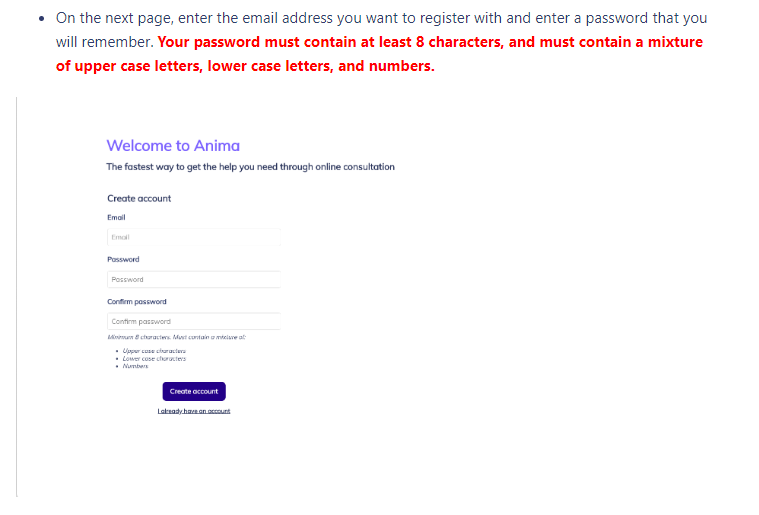 On the next page, enter the email address you want to register with and enter a password that you
will remember. Your password must contain at least 8 characters, and must contain a mixture
of upper case letters, lower case letters, and numbers.
Welcome to Anima
The fastest way to get the help you need through online consultation
Create account
Email
Email
Password
Password
Confirm password
Confirm password
Minimum 8 characters. Must contain a mixture of:
Upper case characters
Lower case characters
Numbers
Create account
I already have an account